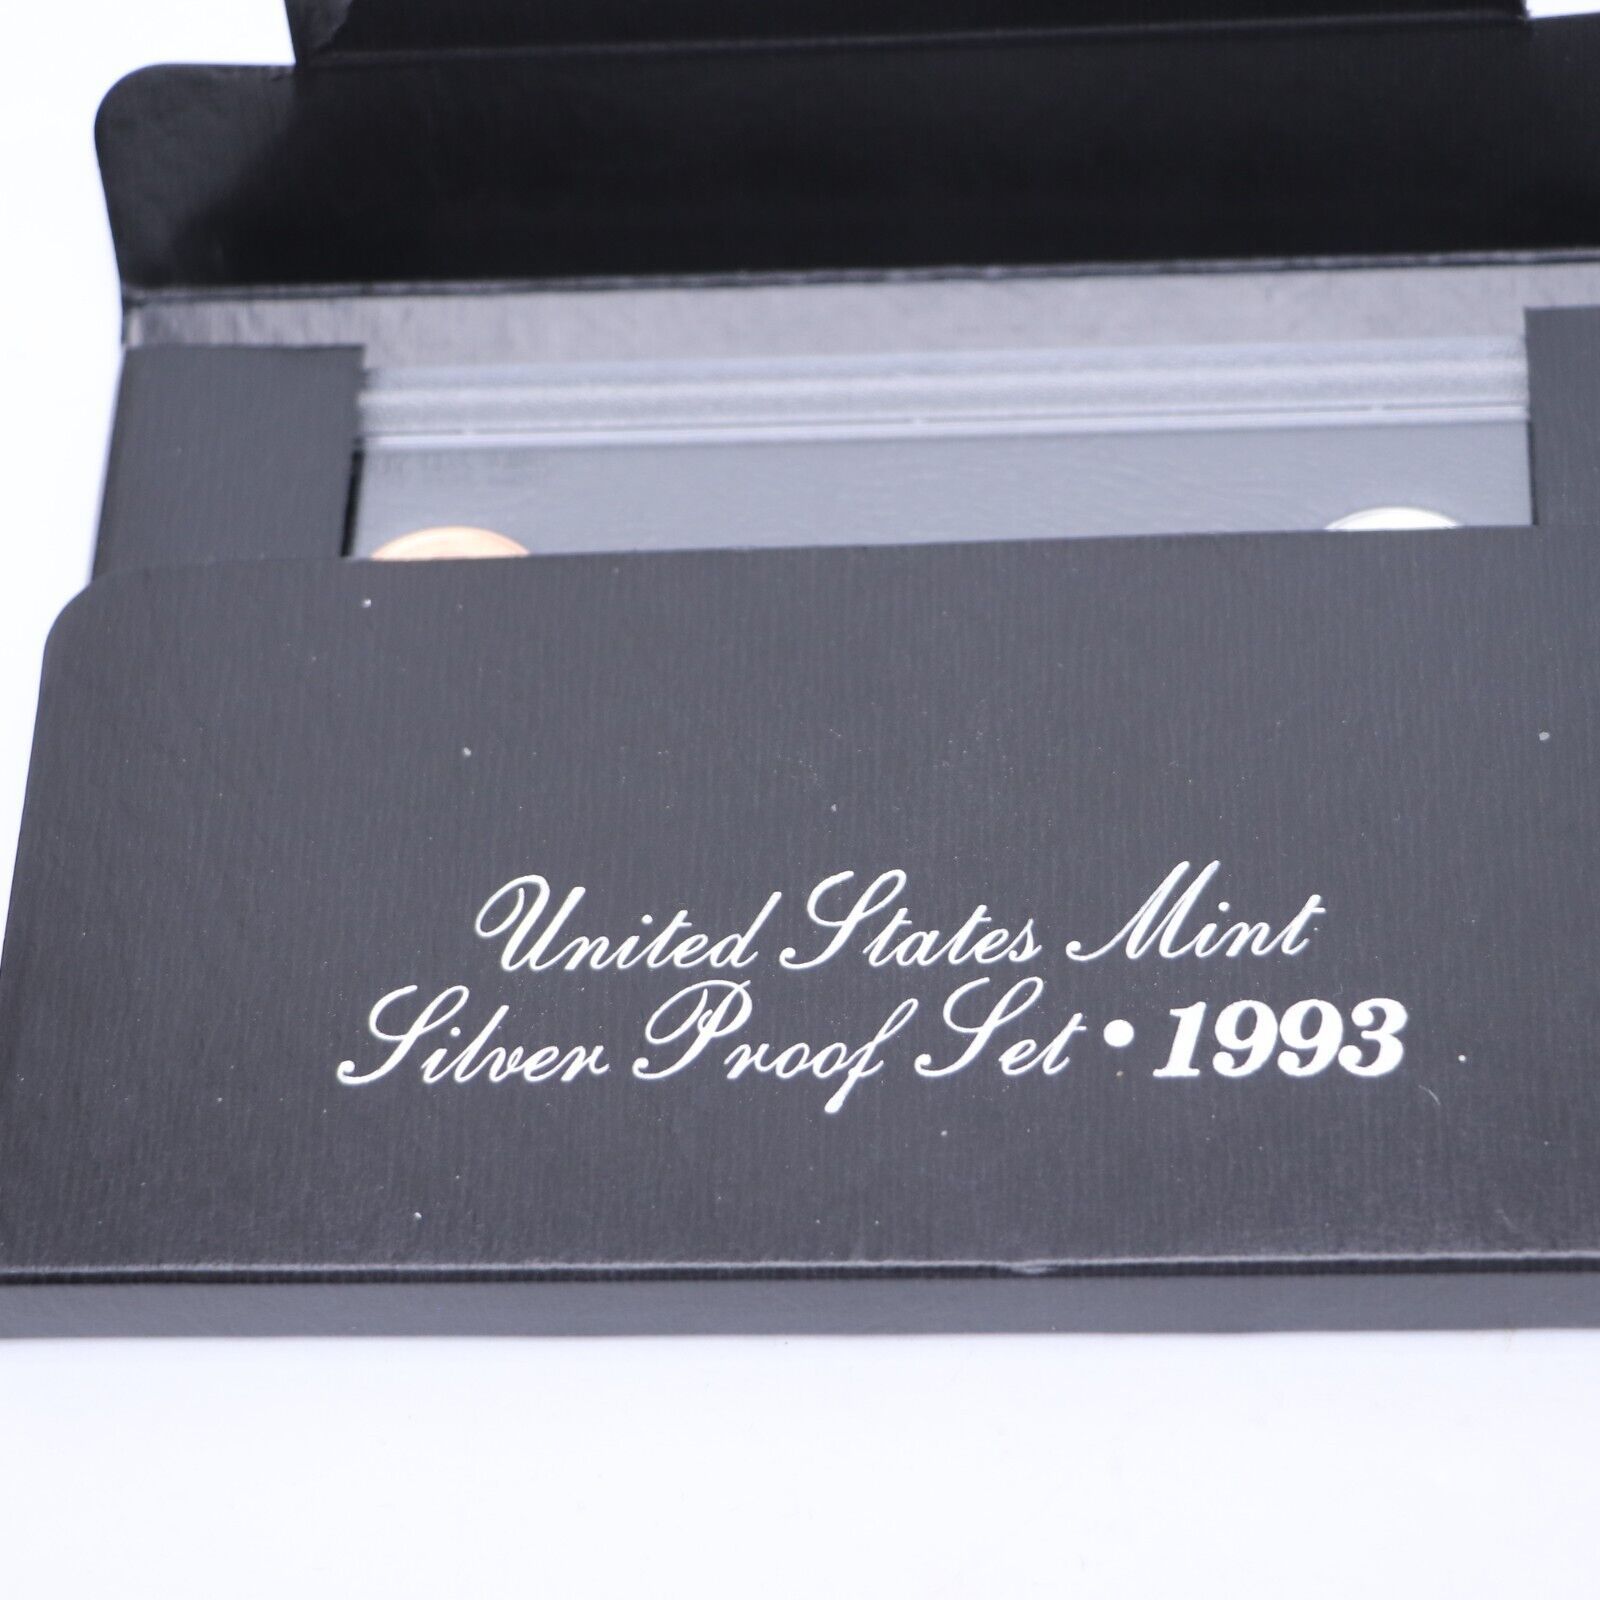 United States Mint
Silver Proof Set • 1993